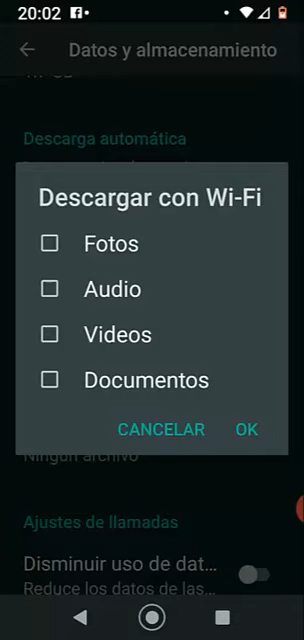 20:02
Datos y almacenamiento
Descarga automática
Descargar con Wi-Fi
Fotos
Audio
Videos
Documentos
CANCELAR OK
Ningún archivo
Ajustes de llamadas
Disminuir uso de dat...
Reduce los datos de las...